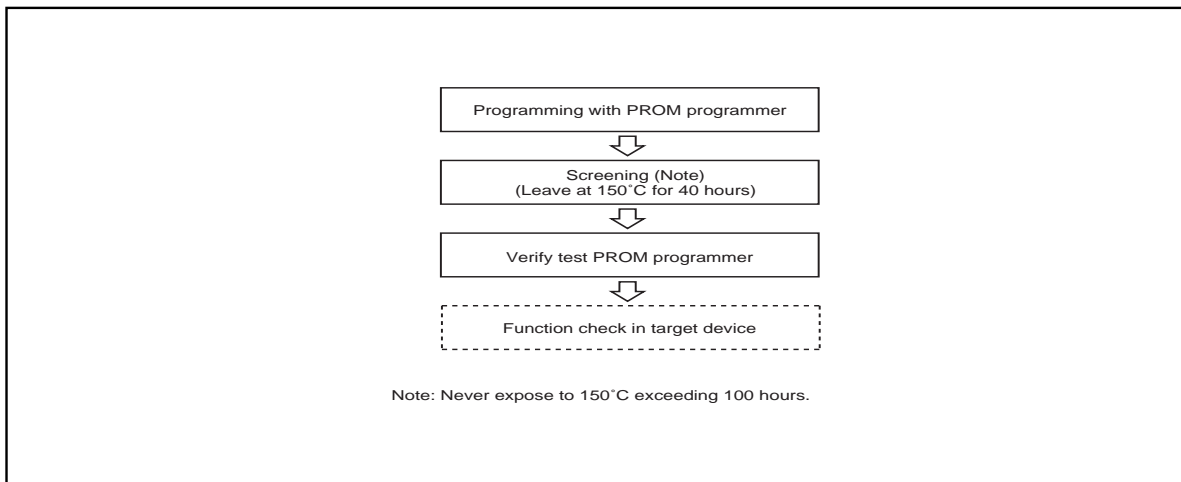 Programming with PROM programmer
Screening (Note)
(Leave at 150˚C for 40 hours)
Verify test PROM programmer
Function check in target device
Note: Never expose to 150˚C exceeding 100 hours.